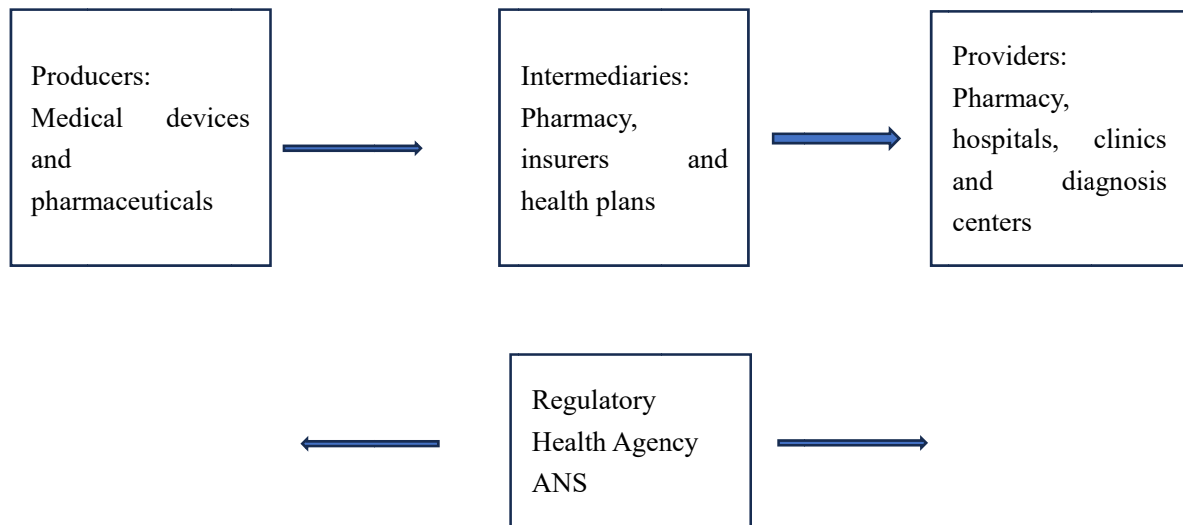 Producers:
Medical devices
and
pharmaceuticals
Intermediaries:
Pharmacy,
insurers and
health plans
Providers:
Pharmacy,
hospitals, clinics
and diagnosis
centers
Regulatory
Health Agency
ANS